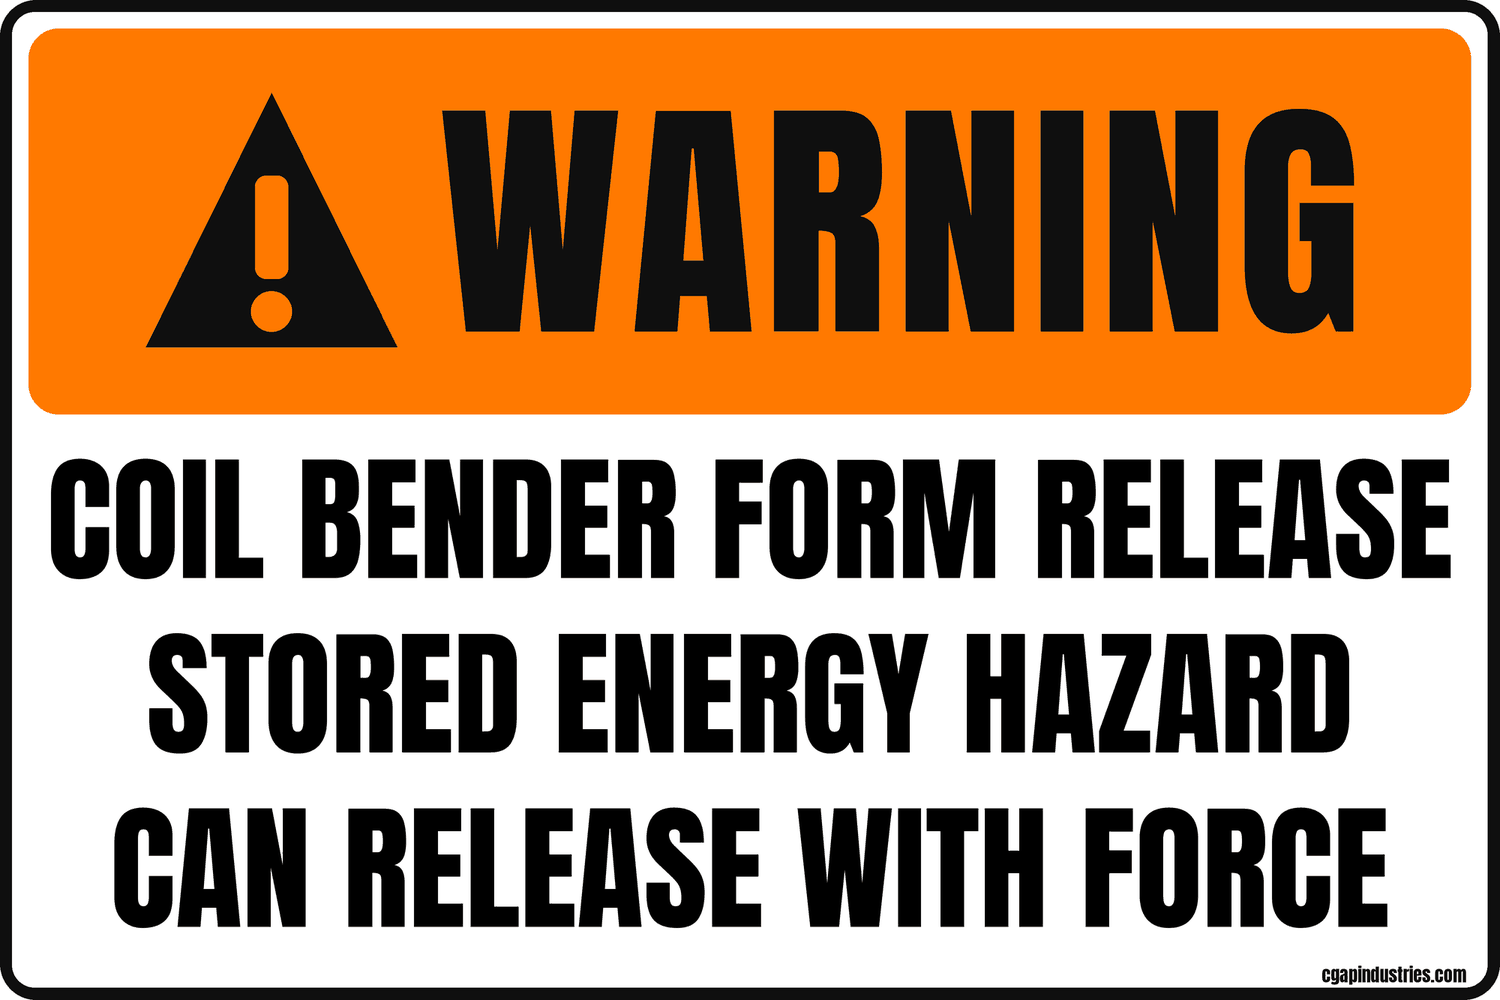 WARNING
COIL BENDER FORM RELEASE
STORED ENERGY HAZARD
CAN RELEASE WITH FORCE
cgapindustries.com